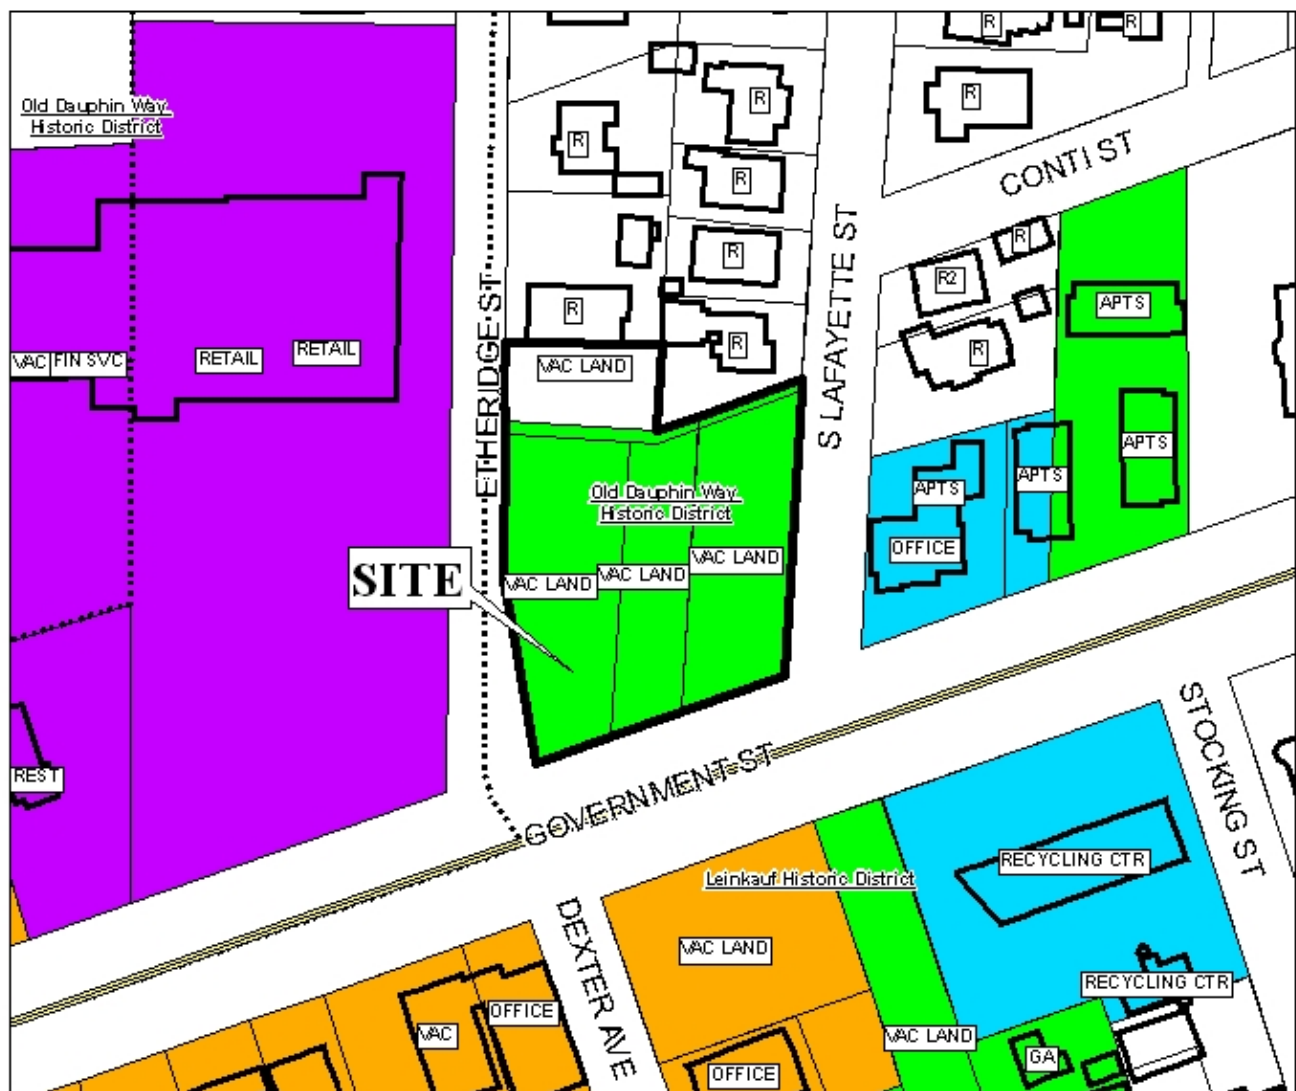 R
R
Old Dauphin Way
Historic District
R
R
R
CONTI ST
R
R
R
R2
ETHERIDGE ST
S LAFAYETTE ST
R
APTS
R
R
VAC
FIN SVC
RETAIL
RETAIL
VAC LAND
APTS
APTS
APTS
Old Dauphin Way
Historic District
OFFICE
SITE
VAC LAND
VAC LAND
VAC LAND
STOCKING ST
REST
GOVERNMENT ST
RECYCLING CTR
Leinkauf Historic District
DEXTER AVE
VAC LAND
RECYCLING CTR
OFFICE
VAC
VAC LAND
GA
OFFICE